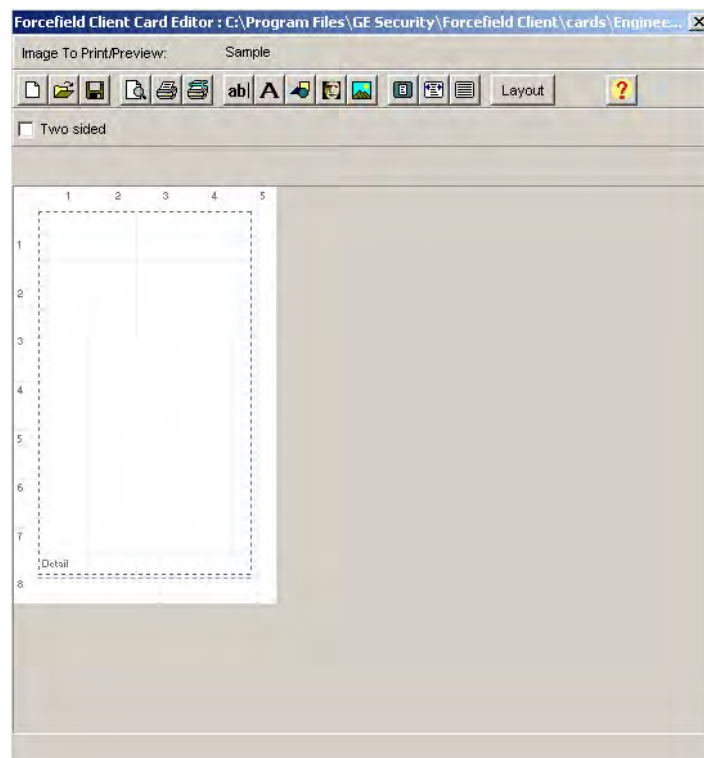 Forcefield Client Card Editor : C:\Program Files\GE Security\Forcefield Client\cards\Enginee... X
Image To Print/Preview: Sample
ab| A Layout ?
Two sided
1 2 3 4 5
1
2
3
4
5
6
7
Detail
8